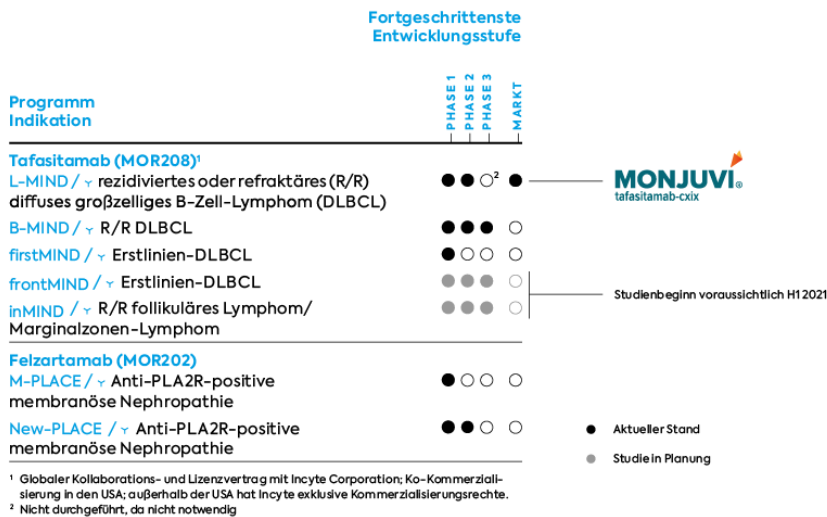 Fortgeschrittenste
Entwicklungsstufe
Programm
Indikation
PHASE 1
PHASE 2
PHASE 3
MARKT
Tafasitamab (MOR208)¹
L-MIND / rezidiviertes oder refraktäres (R/R)
diffuses großzelliges B-Zell-Lymphom (DLBCL)
2
MONJUVI®
tafasitamab-cxix
B-MIND / R/R DLBCL
firstMIND / Erstlinien-DLBCL
frontMIND / Erstlinien-DLBCL
inMIND / R/R follikuläres Lymphom/
Marginalzonen-Lymphom
Studienbeginn voraussichtlich H1 2021
Felzartamab (MOR202)
M-PLACE / Anti-PLA2R-positive
membranöse Nephropathie
New-PLACE / Anti-PLA2R-positive
membranöse Nephropathie
Aktueller Stand
Studie in Planung
¹ Globaler Kollaborations- und Lizenzvertrag mit Incyte Corporation; Ko-Kommerziali-
sierung in den USA; außerhalb der USA hat Incyte exklusive Kommerzialisierungsrechte.
² Nicht durchgeführt, da nicht notwendig